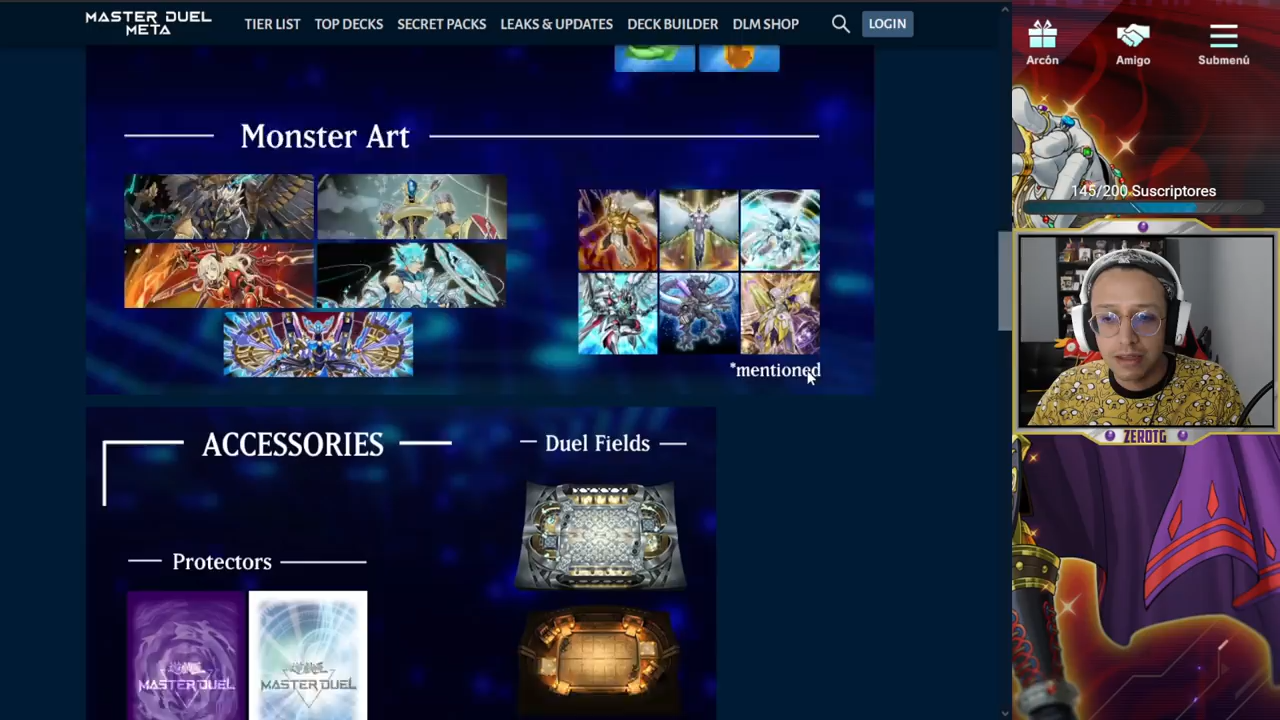 MASTER DUEL
META
TIER LIST
TOP DECKS
SECRET PACKS
LEAKS & UPDATES
DECK BUILDER
DLM SHOP
LOGIN
Arcón
Amigo
Submenú
Monster Art
145/200 Suscriptores
*mentioned
ZEROTG
ACCESSORIES
Duel Fields
Protectors
MASTER DUEL
MASTER DUEL